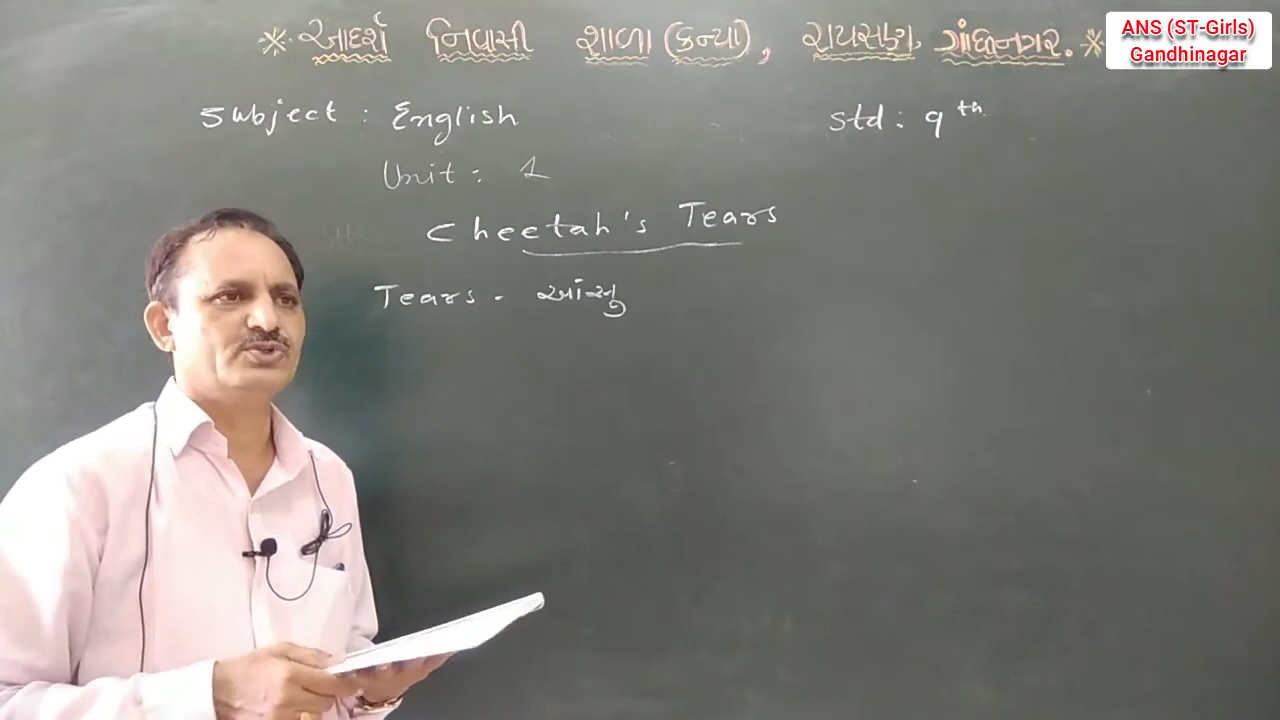 * આદર્શ નિવાસી શાળા (કન્યા), રાયસણ, ગાંધીનગર. *
ANS (ST-Girls)
Gandhinagar
Subject : English
Std : 9th
Unit : 1
Cheetah's Tears
Tears - આંસુ